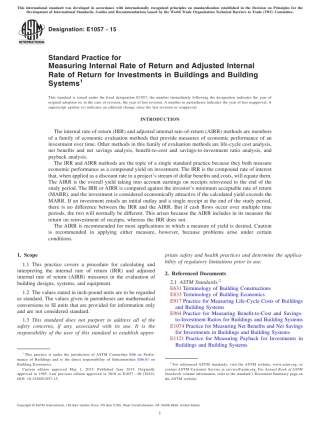 This international standard was developed in accordance with internationally recognized principles on standardization established in the Decision on Principles for the
Development of International Standards, Guides and Recommendations issued by the World Trade Organization Technical Barriers to Trade (TBT) Committee.
Designation: E1057 - 15
INTERNATIONAL
Standard Practice for
Measuring Internal Rate of Return and Adjusted Internal
Rate of Return for Investments in Buildings and Building
Systems1
This standard is issued under the fixed designation E1057; the number immediately following the designation indicates the year of
original adoption or, in the case of revision, the year of last revision. A number in parentheses indicates the year of last reapproval. A
superscript epsilon (ε) indicates an editorial change since the last revision or reapproval.
INTRODUCTION
The internal rate of return (IRR) and adjusted internal rate of return (AIRR) methods are members
of a family of economic evaluation methods that provide measures of economic performance of an
investment over time. Other methods in this family of evaluation methods are life-cycle cost analysis,
net benefits and net savings analysis, benefit-to-cost and savings-to-investment ratio analysis, and
payback analysis.
The IRR and AIRR methods are the topic of a single standard practice because they both measure
economic performance as a compound yield on investment. The IRR is the compound rate of interest
that, when applied as a discount rate to a project's stream of dollar benefits and costs, will equate them.
The AIRR is the overall yield taking into account earnings on receipts reinvested to the end of the
study period. The IRR or AIRR is compared against the investor's minimum acceptable rate of return
(MARR), and the investment is considered economically attractive if the calculated yield exceeds the
MARR. If an investment entails an initial outlay and a single receipt at the end of the study period,
there is no difference between the IRR and the AIRR. But if cash flows occur over multiple time
periods, the two will normally be different. This arises because the AIRR includes in its measure the
return on reinvestment of receipts, whereas the IRR does not.
The AIRR is recommended for most applications in which a measure of yield is desired. Caution
is recommended in applying either measure, however, because problems arise under certain
conditions.
1. Scope
1.1 This practice covers a procedure for calculating and
interpreting the internal rate of return (IRR) and adjusted
internal rate of return (AIRR) measures in the evaluation of
building designs, systems, and equipment.
1.2 The values stated in inch-pound units are to be regarded
as standard. The values given in parentheses are mathematical
conversions to SI units that are provided for information only
and are not considered standard.
1.3 This standard does not purport to address all of the
safety concerns, if any, associated with its use. It is the
responsibility of the user of this standard to establish appro-
priate safety and health practices and determine the applica-
bility of regulatory limitations prior to use.
2. Referenced Documents
2.1 ASTM Standards:2
E631 Terminology of Building Constructions
E833 Terminology of Building Economics
E917 Practice for Measuring Life-Cycle Costs of Buildings
and Building Systems
E964 Practice for Measuring Benefit-to-Cost and Savings-
to-Investment Ratios for Buildings and Building Systems
E1074 Practice for Measuring Net Benefits and Net Savings
for Investments in Buildings and Building Systems
E1121 Practice for Measuring Payback for Investments in
Buildings and Building Systems
1 This practice is under the jurisdiction of ASTM Committee E06 on Perfor-
mance of Buildings and is the direct responsibility of Subcommittee E06.81 on
Building Economics.
Current edition approved May 1, 2015. Published June 2015. Originally
approved in 1985. Last previous edition approved in 2010 as E1057 – 06 (2010).
DOI: 10.1520/E1057-15.
2 For referenced ASTM standards, visit the ASTM website, www.astm.org, or
contact ASTM Customer Service at service@astm.org. For Annual Book of ASTM
Standards volume information, refer to the standard's Document Summary page on
the ASTM website.
Copyright © ASTM International, 100 Barr Harbor Drive, PO Box C700, West Conshohocken, PA 19428-2959. United States
1